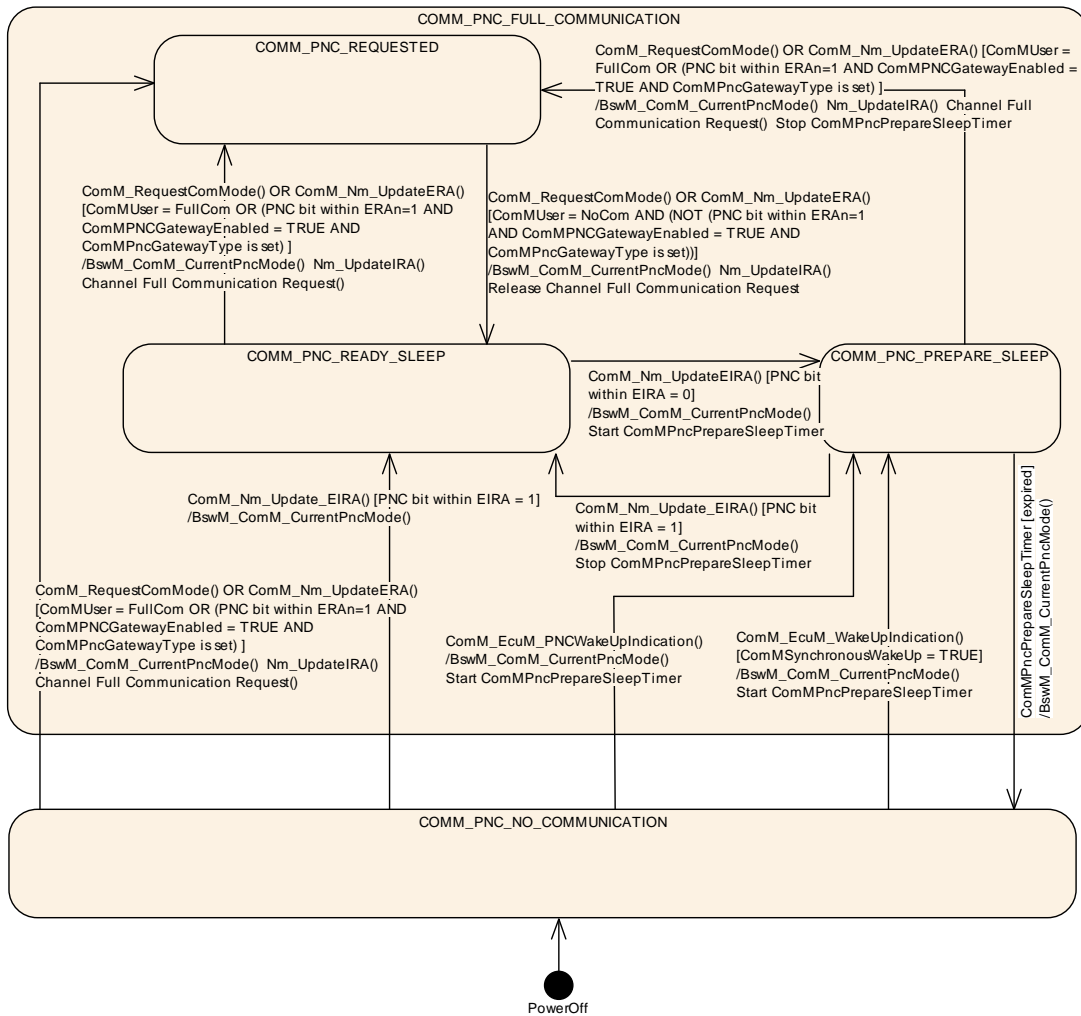 COMM_PNC_FULL_COMMUNICATION
COMM_PNC_REQUESTED
ComM_RequestComMode() OR ComM_Nm_UpdateERA() [ComMUser =
FullCom OR (PNC bit within ERAn=1 AND ComMPNCGatewayEnabled =
TRUE AND ComMPncGatewayType is set) ]
/BswM_ComM_CurrentPncMode() Nm_UpdateIRA() Channel Full
Communication Request() Stop ComMPncPrepareSleepTimer
ComM_RequestComMode() OR ComM_Nm_UpdateERA()
[ComMUser = FullCom OR (PNC bit within ERAn=1 AND
ComMPNCGatewayEnabled = TRUE AND
ComMPncGatewayType is set) ]
/BswM_ComM_CurrentPncMode() Nm_UpdateIRA()
Channel Full Communication Request()
ComM_RequestComMode() OR ComM_Nm_UpdateERA()
[ComMUser = NoCom AND (NOT (PNC bit within ERAn=1
AND ComMPNCGatewayEnabled = TRUE AND
ComMPncGatewayType is set))]
/BswM_ComM_CurrentPncMode() Nm_UpdateIRA()
Release Channel Full Communication Request
COMM_PNC_READY_SLEEP
COMM_PNC_PREPARE_SLEEP
ComM_Nm_UpdateEIRA() [PNC bit
within EIRA = 0]
/BswM_ComM_CurrentPncMode()
Start ComMPncPrepareSleepTimer
ComM_Nm_Update_EIRA() [PNC bit within EIRA = 1]
/BswM_ComM_CurrentPncMode()
ComM_Nm_Update_EIRA() [PNC bit
within EIRA = 1]
/BswM_ComM_CurrentPncMode()
Stop ComMPncPrepareSleepTimer
ComMPncPrepareSleepTimer [expired]
/BswM_ComM_CurrentPncMode()
ComM_RequestComMode() OR ComM_Nm_UpdateERA()
[ComMUser = FullCom OR (PNC bit within ERAn=1 AND
ComMPNCGatewayEnabled = TRUE AND
ComMPncGatewayType is set) ]
/BswM_ComM_CurrentPncMode() Nm_UpdateIRA()
Channel Full Communication Request()
ComM_EcuM_PNCWakeUpIndication()
/BswM_ComM_CurrentPncMode()
Start ComMPncPrepareSleepTimer
ComM_EcuM_WakeUpIndication()
[ComMSynchronousWakeUp = TRUE]
/BswM_ComM_CurrentPncMode()
Start ComMPncPrepareSleepTimer
COMM_PNC_NO_COMMUNICATION
PowerOff